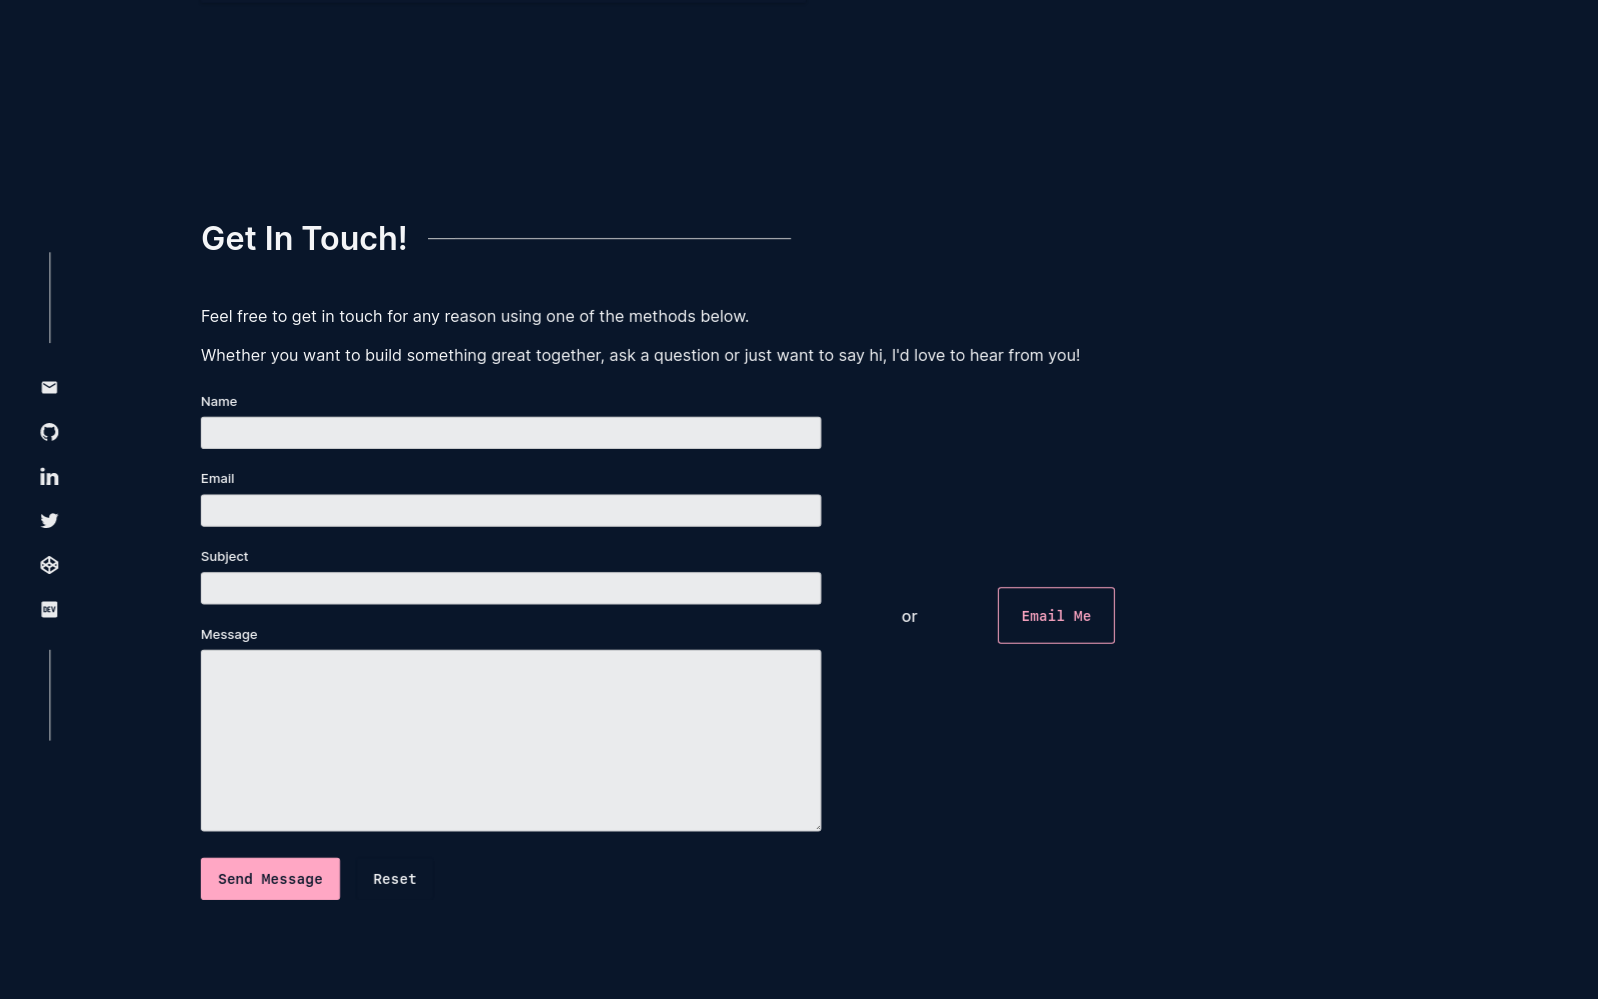 Get In Touch!
Feel free to get in touch for any reason using one of the methods below.
Whether you want to build something great together, ask a question or just want to say hi, I'd love to hear from you!
Name
Email
Subject
Message
Send Message
Reset
or
Email Me
in
DEV